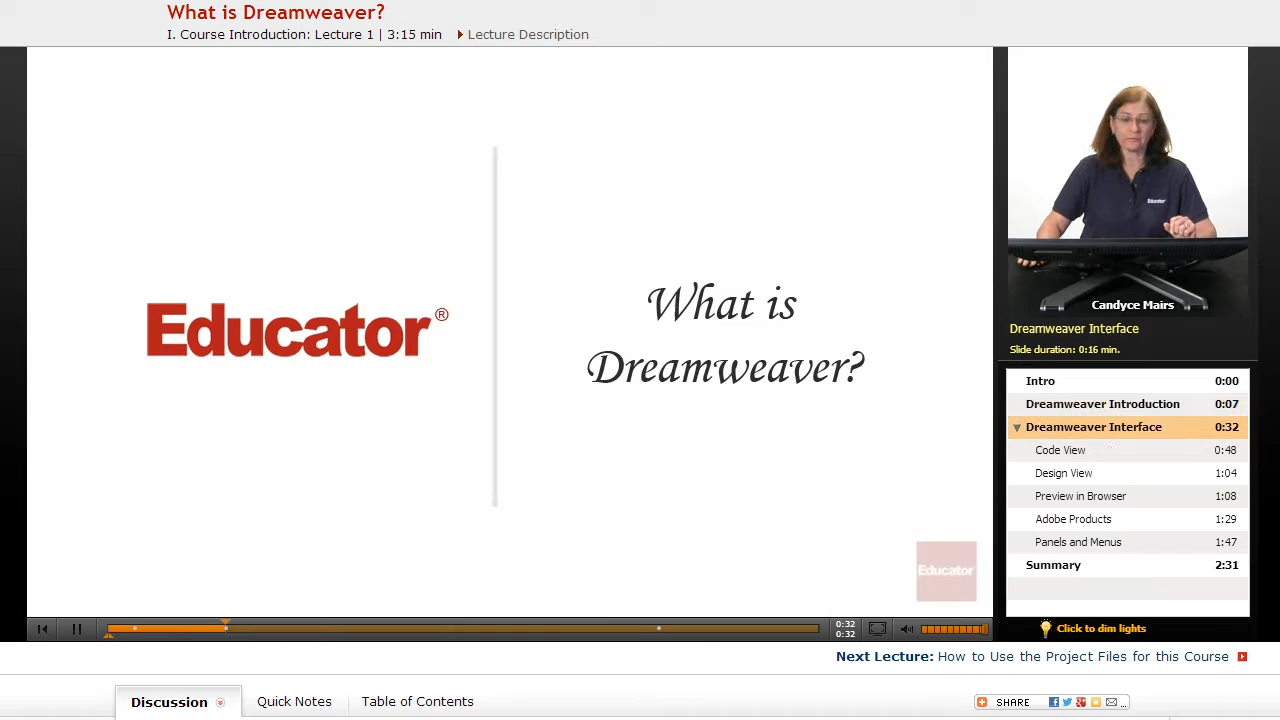 What is Dreamweaver?
I. Course Introduction: Lecture 1 | 3:15 min
Lecture Description
Educator®
What is
Dreamweaver?
Educator
Educator
Candyce Mairs
Dreamweaver Interface
Slide duration: 0:16 min.
Intro 0:00
Dreamweaver Introduction 0:07
Dreamweaver Interface 0:32
Code View 0:48
Design View 1:04
Preview in Browser 1:08
Adobe Products 1:29
Panels and Menus 1:47
Summary 2:31
0:32
0:32
Click to dim lights
Next Lecture: How to Use the Project Files for this Course
Discussion
Quick Notes
Table of Contents
SHARE
...